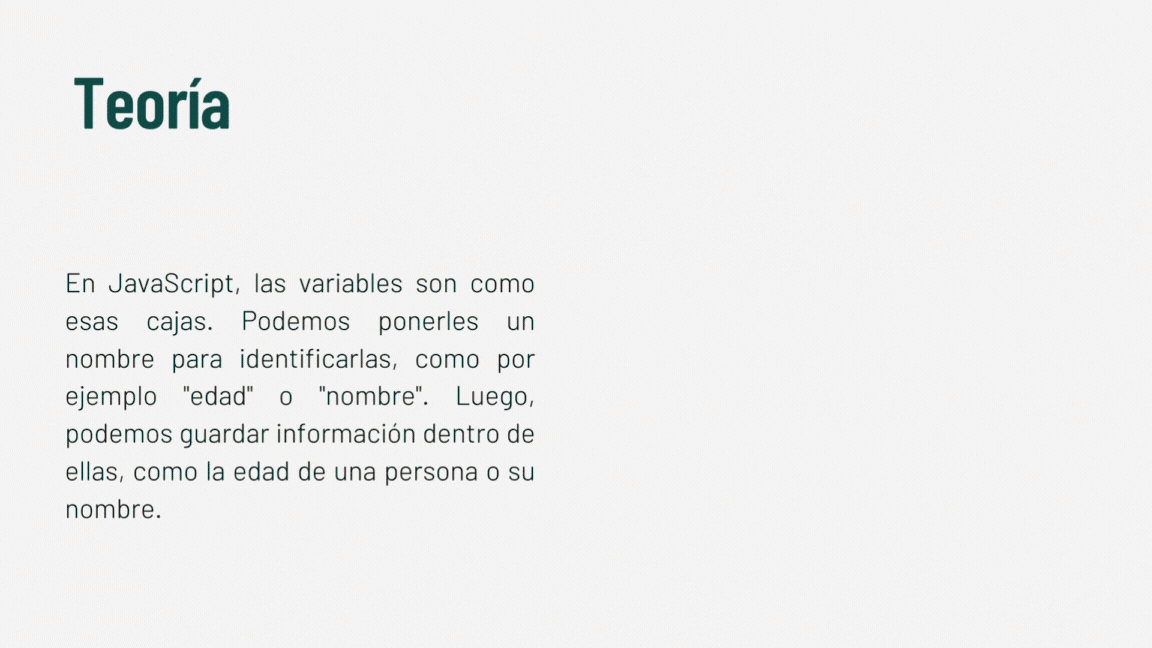 Teoría
En JavaScript, las variables son como
esas cajas. Podemos ponerles un
nombre para identificarlas, como por
ejemplo "edad" o "nombre". Luego,
podemos guardar información dentro de
ellas, como la edad de una persona o su
nombre.